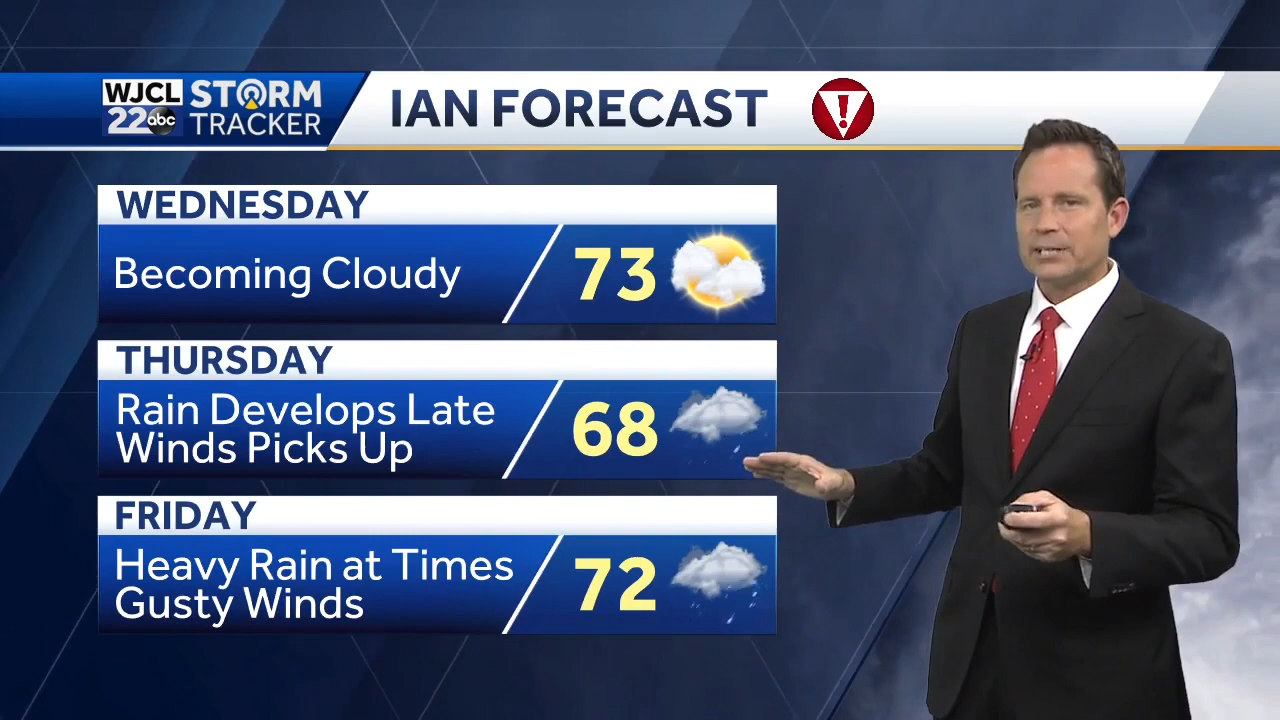 WJCL
22 abc
STORM
TRACKER
IAN FORECAST
!
WEDNESDAY
Becoming Cloudy
73
THURSDAY
Rain Develops Late
Winds Picks Up
68
FRIDAY
Heavy Rain at Times
Gusty Winds
72